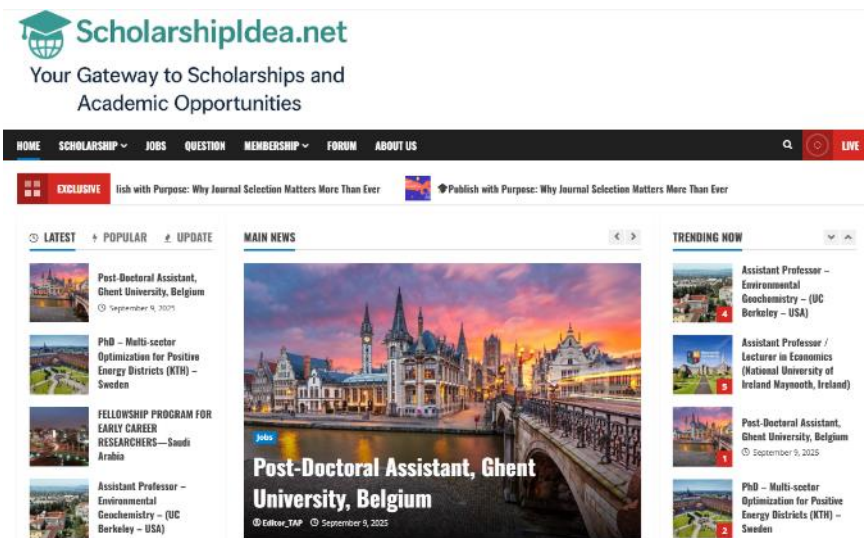 ScholarshipIdea.net
Your Gateway to Scholarships and
Academic Opportunities
HOME SCHOLARSHIP JOBS QUESTION MEMBERSHIP FORUM ABOUT US LIVE
EXCLUSIVE lish with Purpose: Why Journal Selection Matters More Than Ever Publish with Purpose: Why Journal Selection Matters More Than Ever
LATEST POPULAR UPDATE
Post-Doctoral Assistant,
Ghent University, Belgium
September 9, 2025
PhD – Multi-sector
Optimization for Positive
Energy Districts (KTH) –
Sweden
FELLOWSHIP PROGRAM FOR
EARLY CAREER
RESEARCHERS—Saudi
Arabia
Assistant Professor –
Environmental
Geochemistry – (UC
Berkeley – USA)
MAIN NEWS
Jobs
Post-Doctoral Assistant, Ghent
University, Belgium
Editor_TAP September 9, 2025
TRENDING NOW
Assistant Professor –
Environmental
Geochemistry – (UC
Berkeley – USA)
4
Assistant Professor /
Lecturer in Economics
(National University of
Ireland Maynooth, Ireland)
5
Post-Doctoral Assistant,
Ghent University, Belgium
September 9, 2025
1
PhD – Multi-sector
Optimization for Positive
Energy Districts (KTH) –
Sweden
2